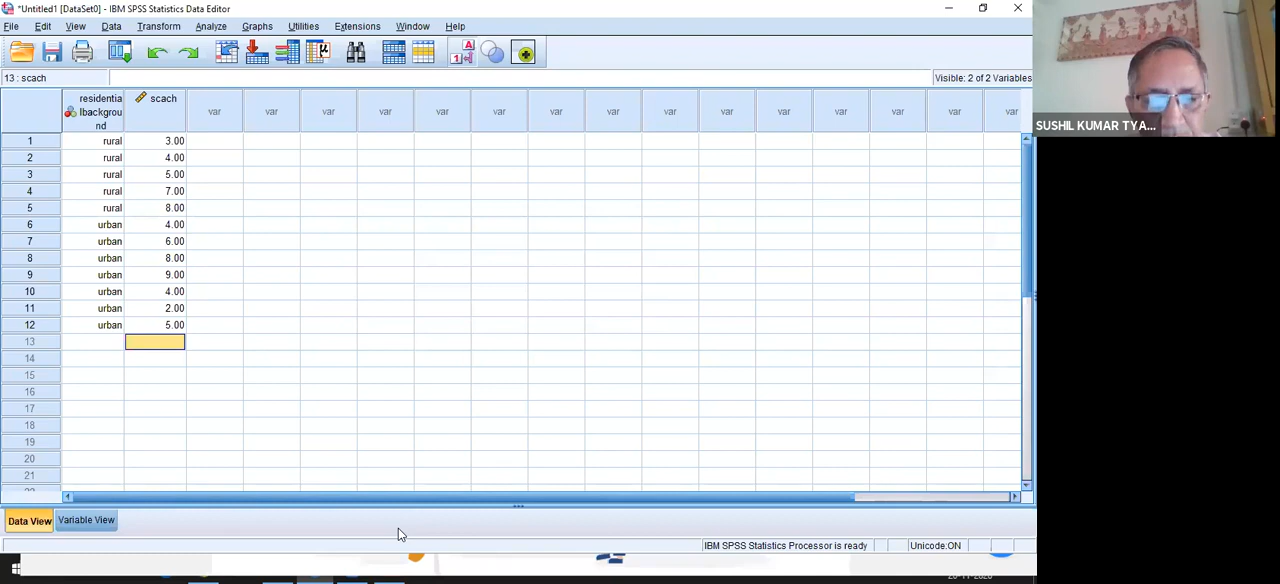 *Untitled1 [DataSet0] - IBM SPSS Statistics Data Editor
File Edit View Data Transform Analyze Graphs Utilities Extensions Window Help
13 : scach
Visible: 2 of 2 Variables
residentia
lbackgrou
nd
scach var var var var var var var var var var var var var var var
1 rural 3.00
2 rural 4.00
3 rural 5.00
4 rural 7.00
5 rural 8.00
6 urban 4.00
7 urban 6.00
8 urban 8.00
9 urban 9.00
10 urban 4.00
11 urban 2.00
12 urban 5.00
13
14
15
16
17
18
19
20
21
Data View Variable View
IBM SPSS Statistics Processor is ready Unicode:ON
SUSHIL KUMAR TYA...